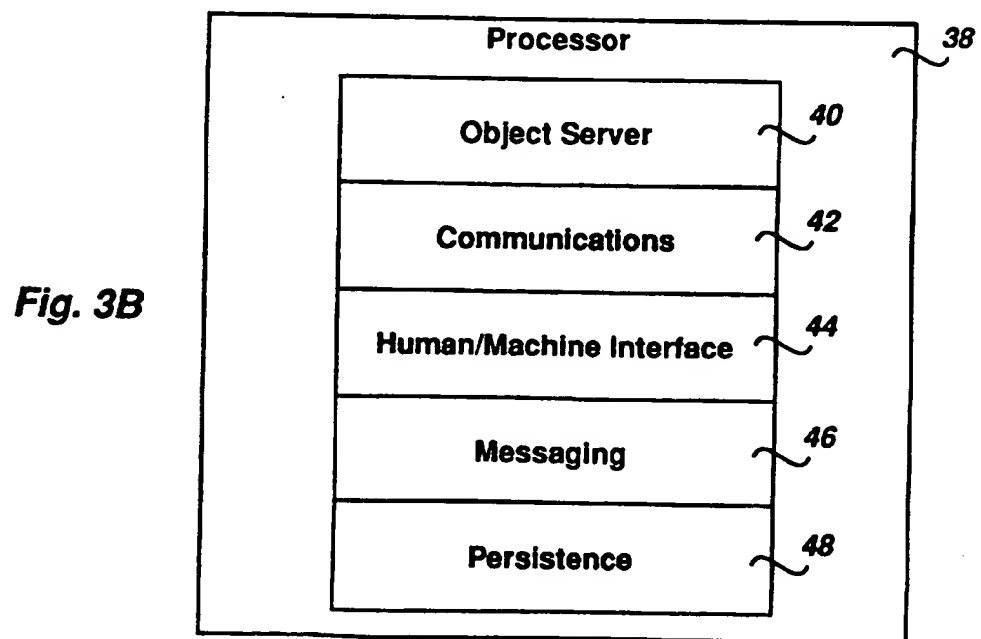 Processor 38
Object Server 40
Communications 42
Fig. 3B
Human/Machine Interface 44
Messaging 46
Persistence 48